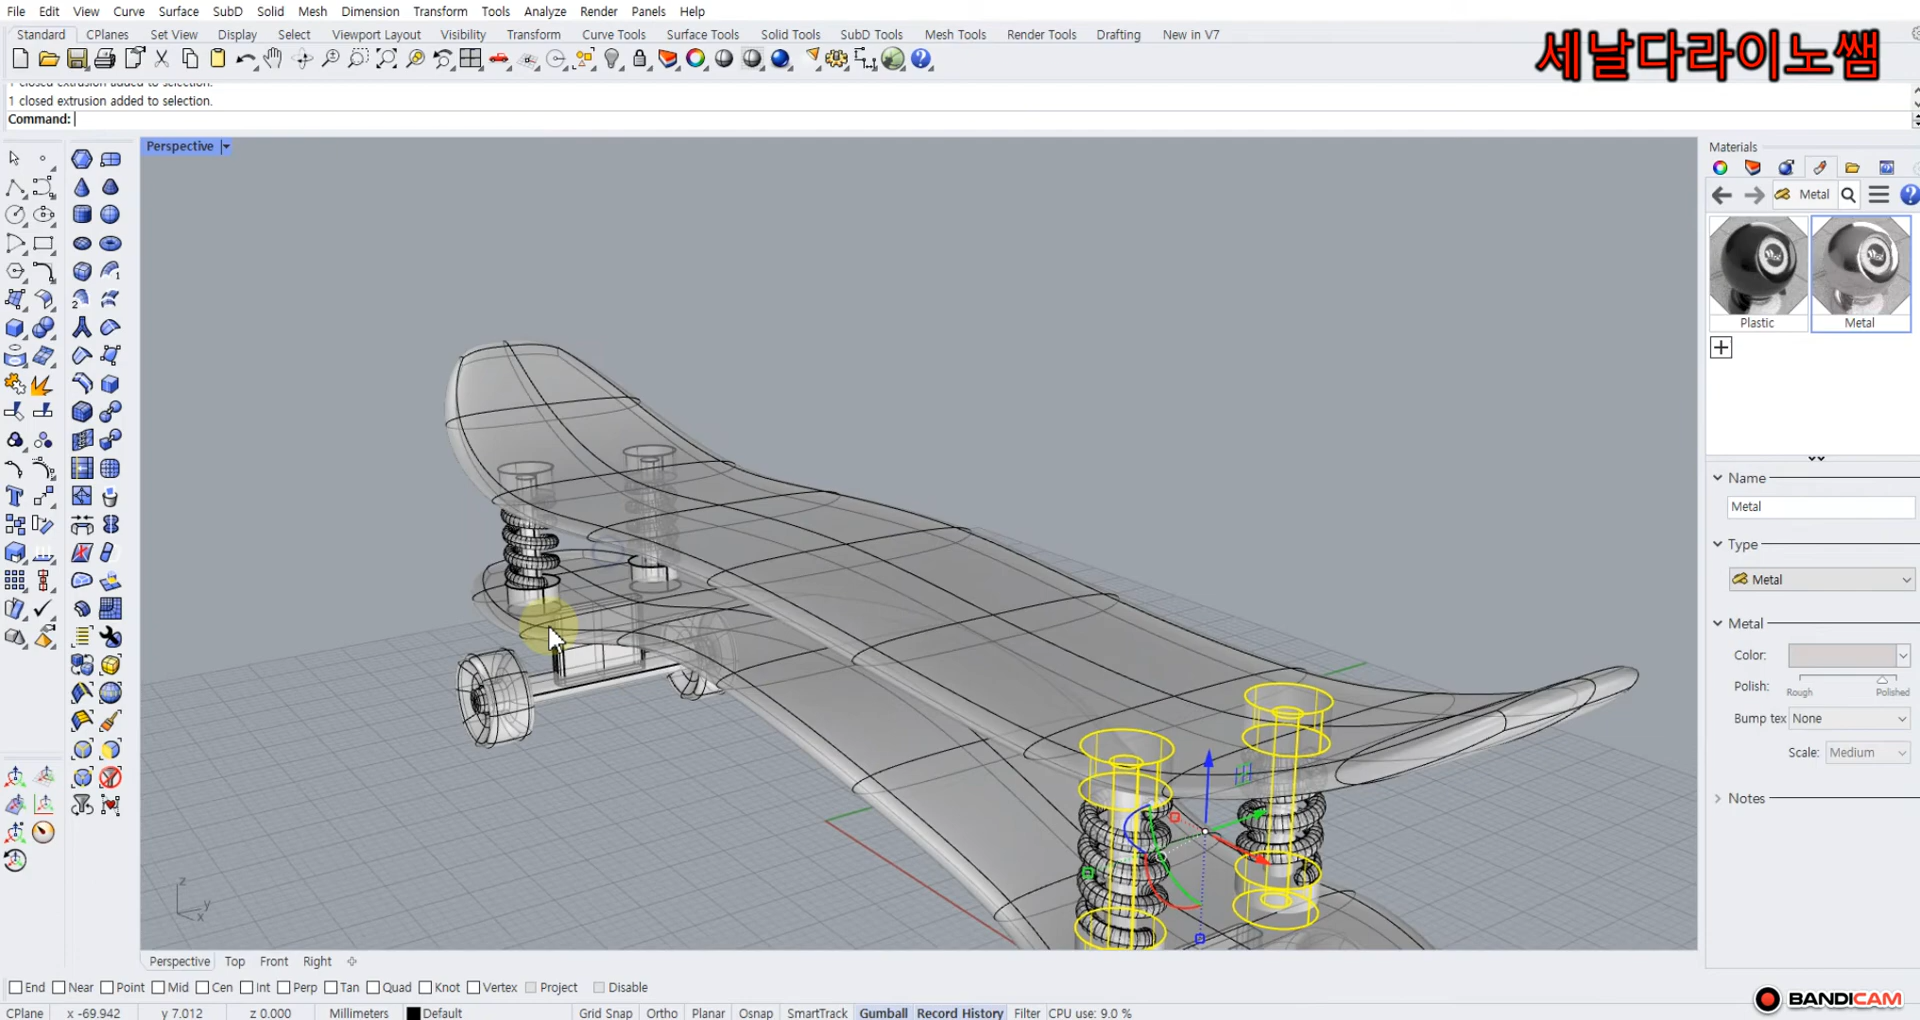 File Edit View Curve Surface SubD Solid Mesh Dimension Transform Tools Analyze Render Panels Help
Standard CPlanes Set View Display Select Viewport Layout Visibility Transform Curve Tools Surface Tools Solid Tools SubD Tools Mesh Tools Render Tools Drafting New in V7
세날다라이노쌤
1 closed extrusion added to selection.
1 closed extrusion added to selection.
Command:
Perspective
Materials
Metal
Plastic
Metal
Name
Metal
Type
Metal
Metal
Color:
Polish:
Rough Polished
Bump tex None
Scale: Medium
Notes
z
y
x
Perspective Top Front Right
End Near Point Mid Cen Int Perp Tan Quad Knot Vertex Project Disable
CPlane x -69.942 y 7.012 z 0.000 Millimeters Default Grid Snap Ortho Planar Osnap SmartTrack Gumball Record History Filter CPU use: 9.0 %
BANDICAM